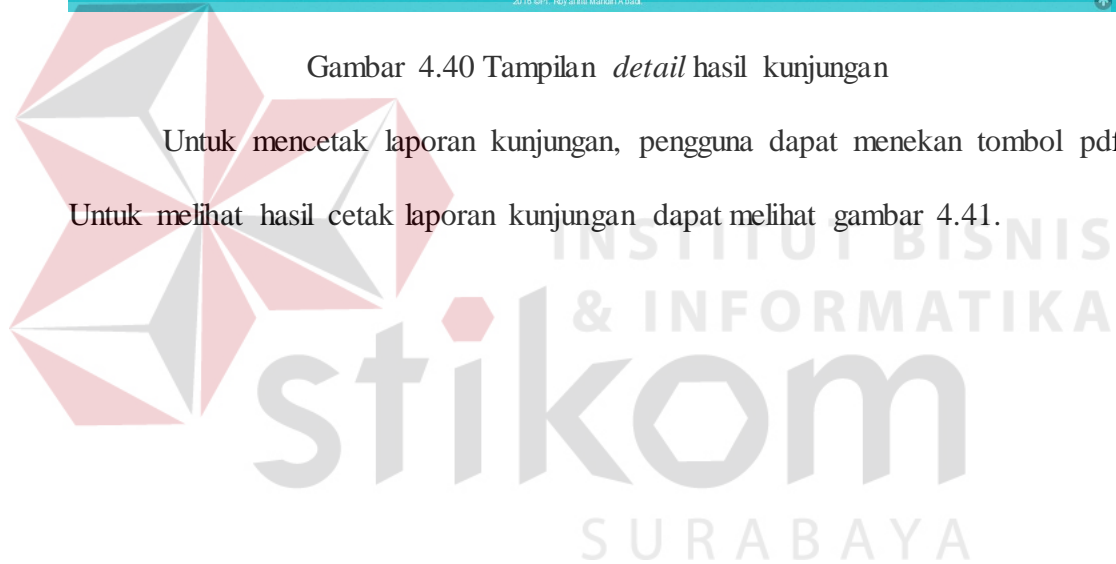 Gambar 4.40 Tampilan detail hasil kunjungan
Untuk mencetak laporan kunjungan, pengguna dapat menekan tombol pdf
Untuk melihat hasil cetak laporan kunjungan dapat melihat gambar 4.41.
INSTITUT BISNIS
& INFORMATIKA
stikom
SURABAYA